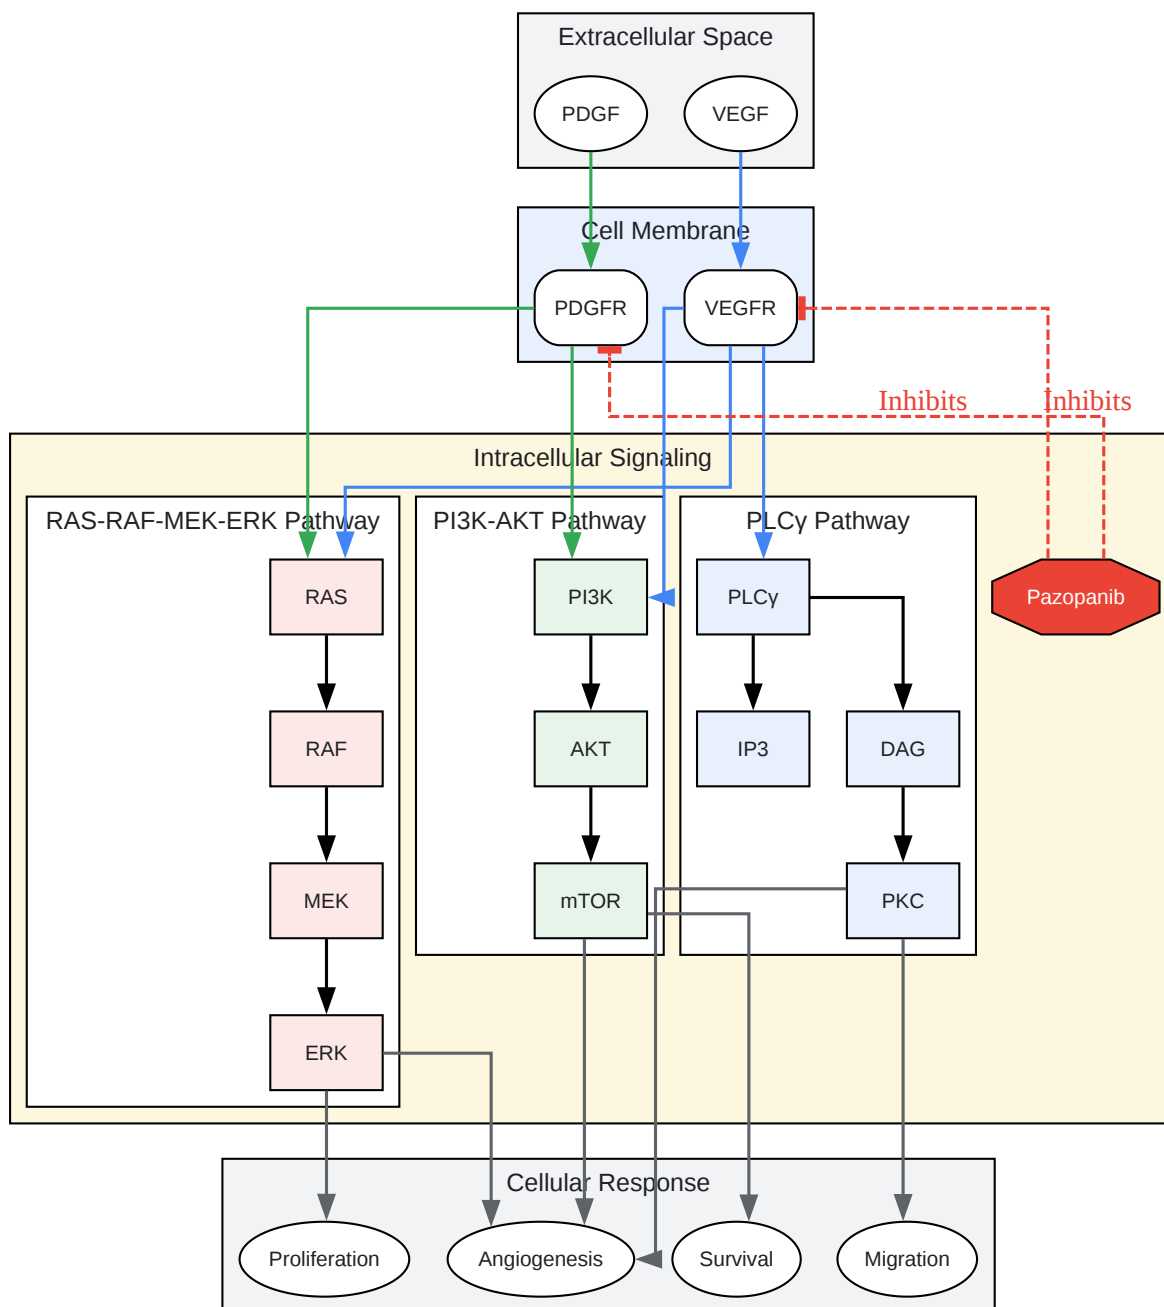 Extracellular Space
PDGF
VEGF
Cell Membrane
PDGFR
VEGFR
Inhibits
Inhibits
Intracellular Signaling
RAS-RAF-MEK-ERK Pathway
PI3K-AKT Pathway
PLCγ Pathway
RAS
PI3K
PLCγ
Pazopanib
RAF
AKT
IP3
DAG
MEK
mTOR
PKC
ERK
Cellular Response
Proliferation
Angiogenesis
Survival
Migration